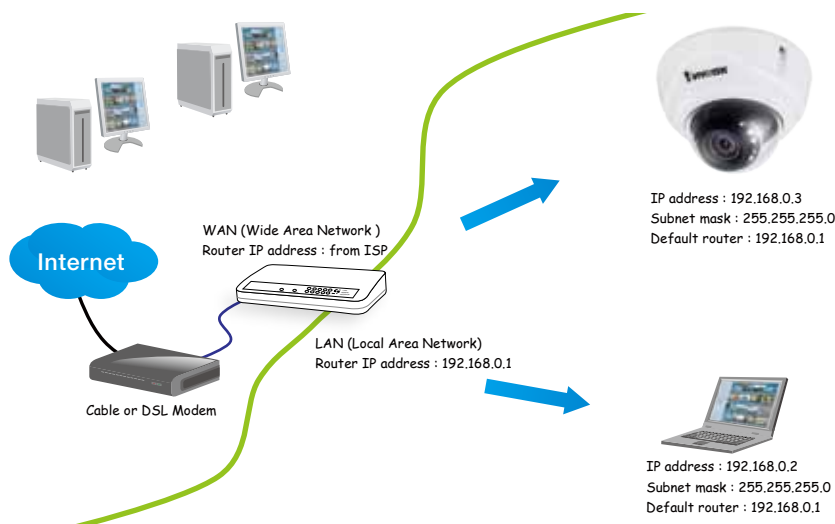 IP address : 192.168.0.3
Subnet mask : 255.255.255.0
Default router : 192.168.0.1
WAN (Wide Area Network )
Router IP address : from ISP
Internet
LAN (Local Area Network)
Router IP address : 192.168.0.1
Cable or DSL Modem
IP address : 192.168.0.2
Subnet mask : 255.255.255.0
Default router : 192.168.0.1